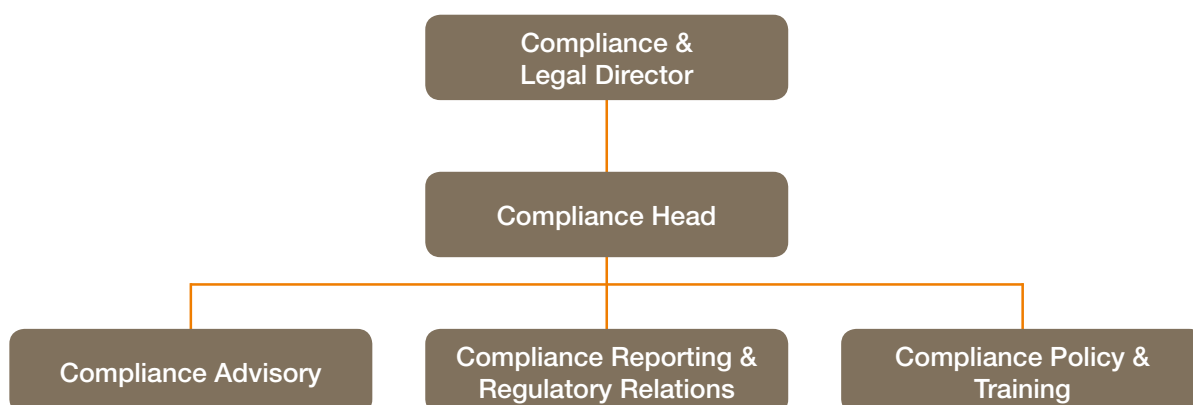 Compliance &
Legal Director
Compliance Head
Compliance Advisory
Compliance Reporting &
Regulatory Relations
Compliance Policy &
Training